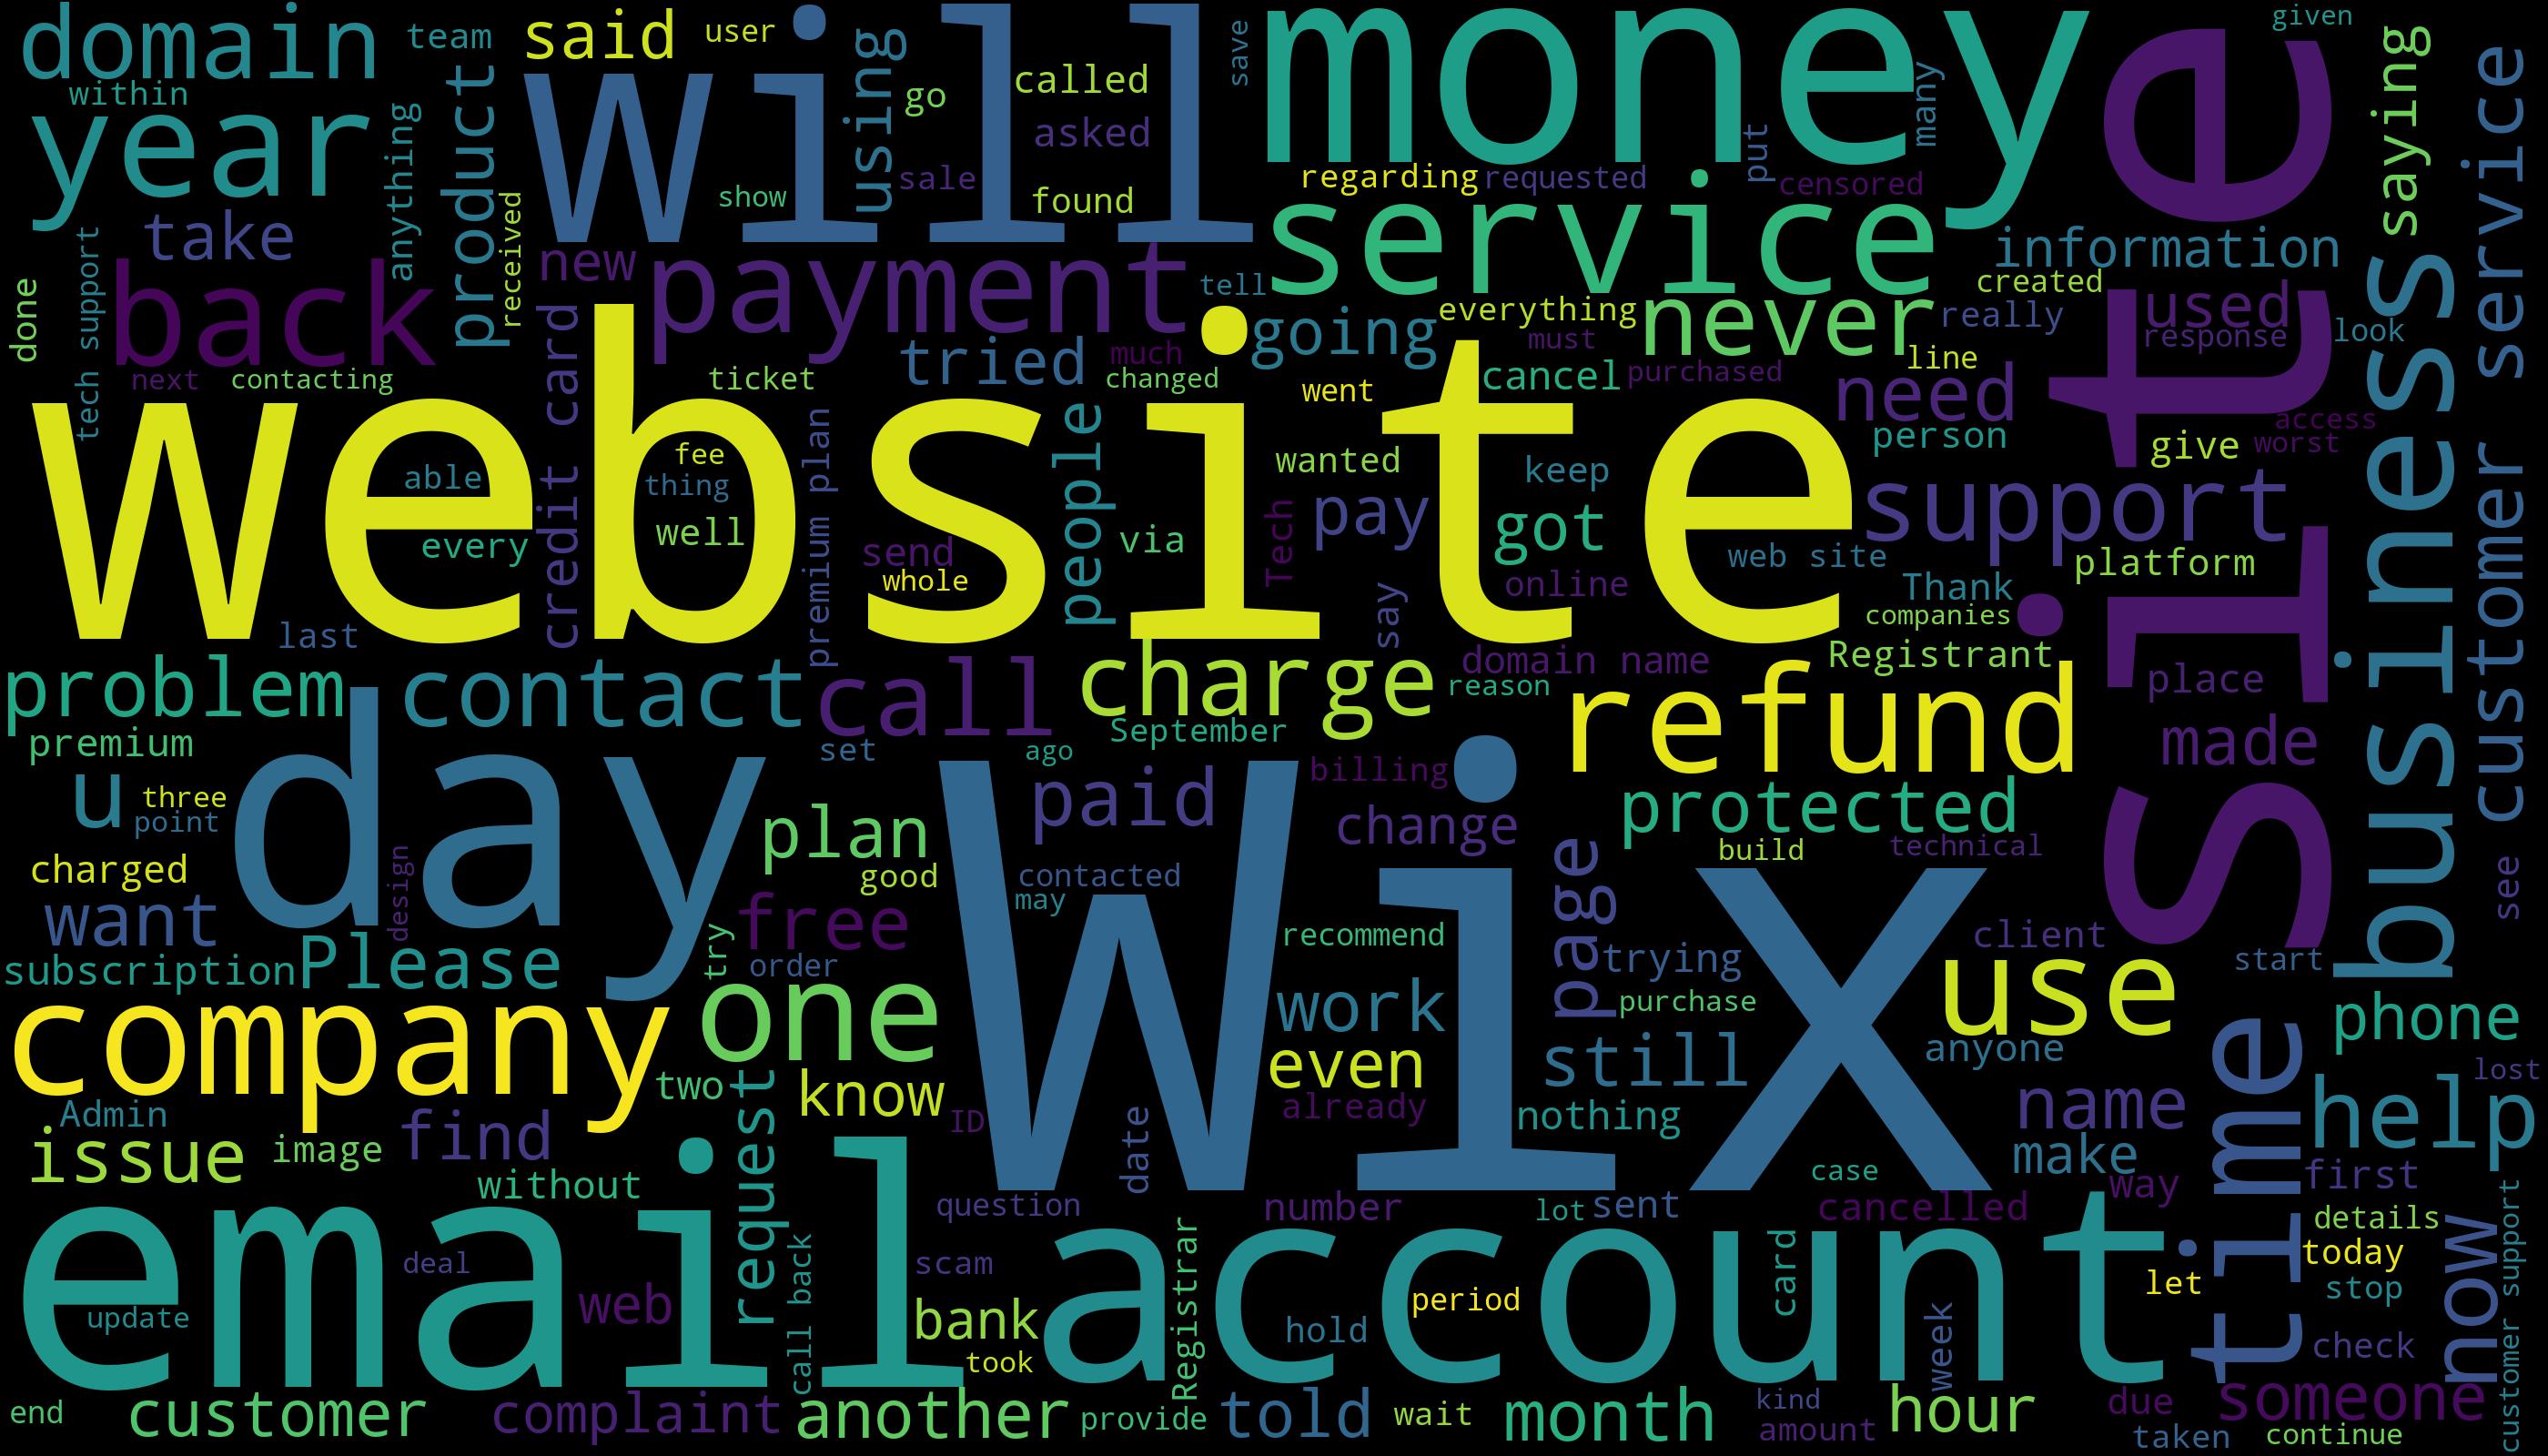 domain
team
said
user
will
using
go
called
save
money
many
given
saying
customer service
within
year
anything
product
asked
put
site
business
take
received
show
sale
found
regarding
requested
censored
service
information
tech support
back
new
payment
tell
everything
going
never
created
really
used
response
look
done
next
contacting
credit card
ticket
tried
much
changed
must
line
cancel
purchased
went
need
access
worst
website
able
fee
thing
every
well
premium plan
people
send
whole
via
wanted
Tech
pay
keep
got
person
give
support
web site
platform
online
say
Thank
companies
last
problem
contact
call
charge
domain name
reason
Registrant
place
premium
day
set
ago
September
refund
made
u
three
point
plan
paid
billing
change
protected
charged
design
good
contacted
may
build
technical
see
want
free
Wix
page
subscription
Please
try
order
recommend
trying
client
use
start
company
one
work
purchase
phone
time
still
anyone
even
Admin
two
know
request
already
nothing
name
lost
help
issue
image
find
ID
date
make
without
case
way
first
email
question
number
lot
sent
cancelled
details
customer support
deal
scam
Registrar
account
card
today
now
update
web
call back
bank
period
let
stop
took
hold
week
check
end
customer
complaint
another
provide
told
wait
month
kind
amount
hour
due
someone
taken
continue